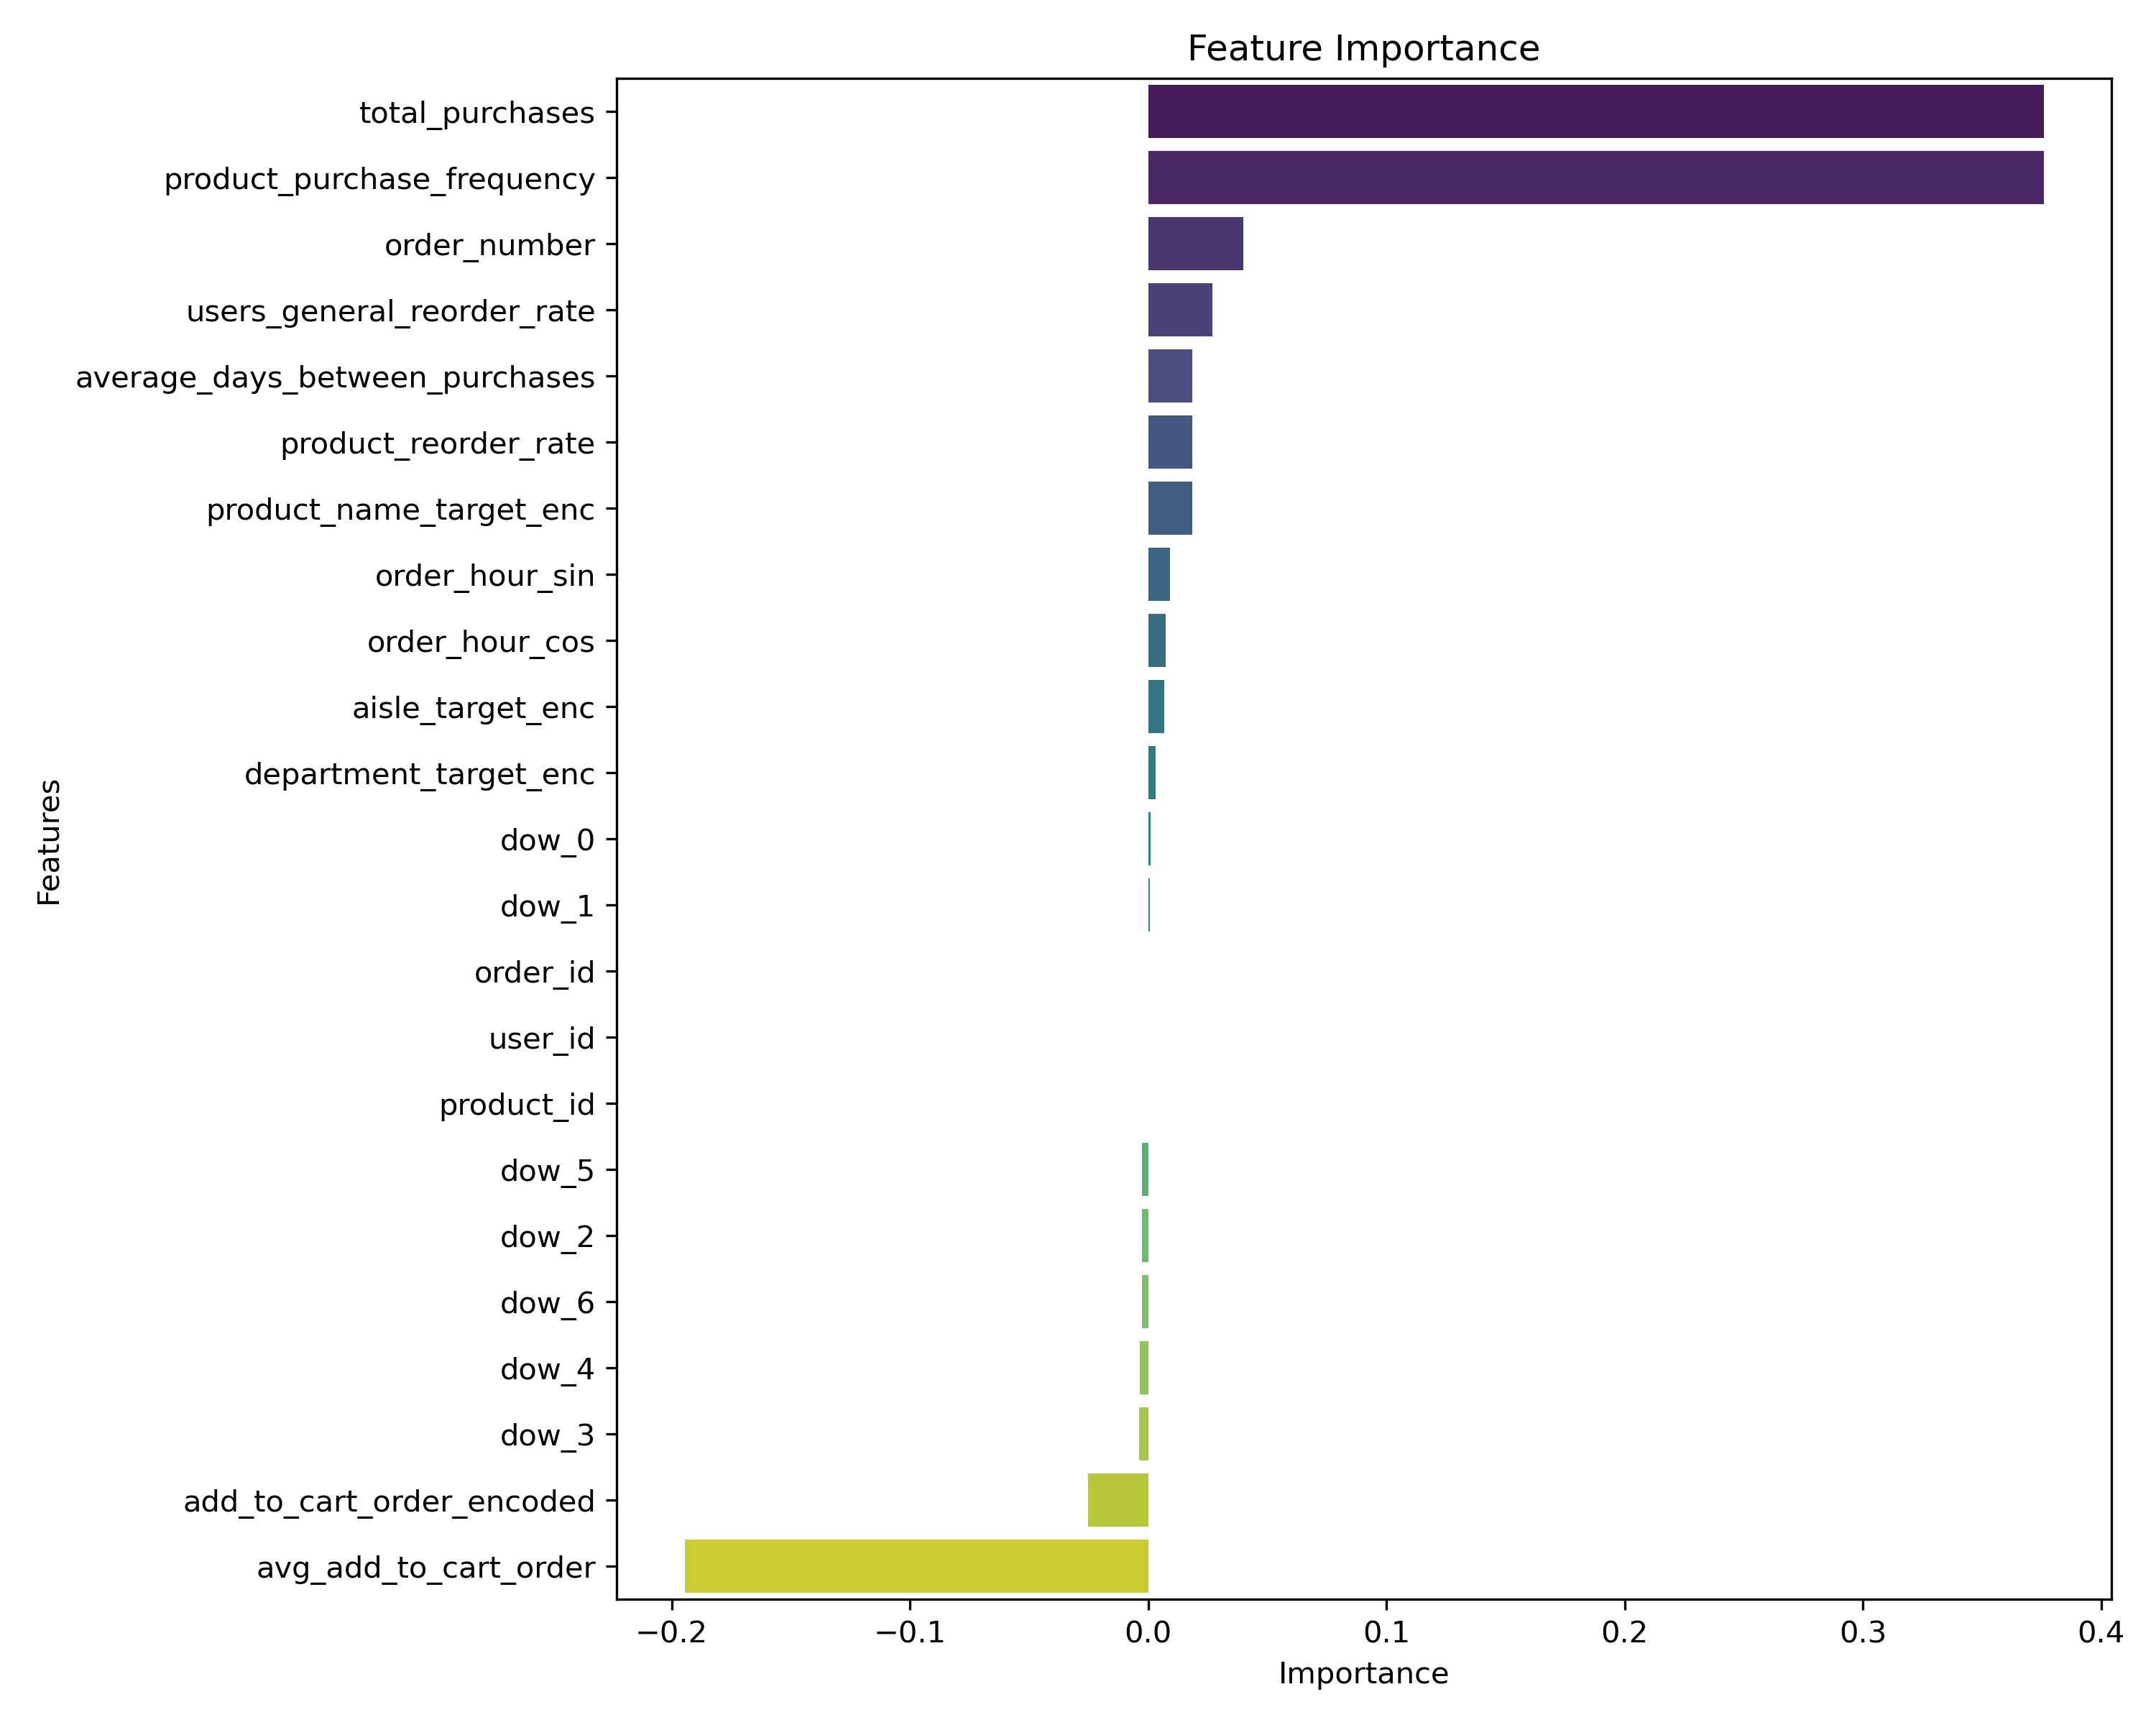 Feature Importance
total_purchases
product_purchase_frequency
order_number
users_general_reorder_rate
average_days_between_purchases
product_reorder_rate
product_name_target_enc
order_hour_sin
order_hour_cos
aisle_target_enc
department_target_enc
dow_0
dow_1
order_id
user_id
product_id
dow_5
dow_2
dow_6
dow_4
dow_3
add_to_cart_order_encoded
avg_add_to_cart_order
Features
−0.2 −0.1 0.0 0.1 0.2 0.3 0.4
Importance